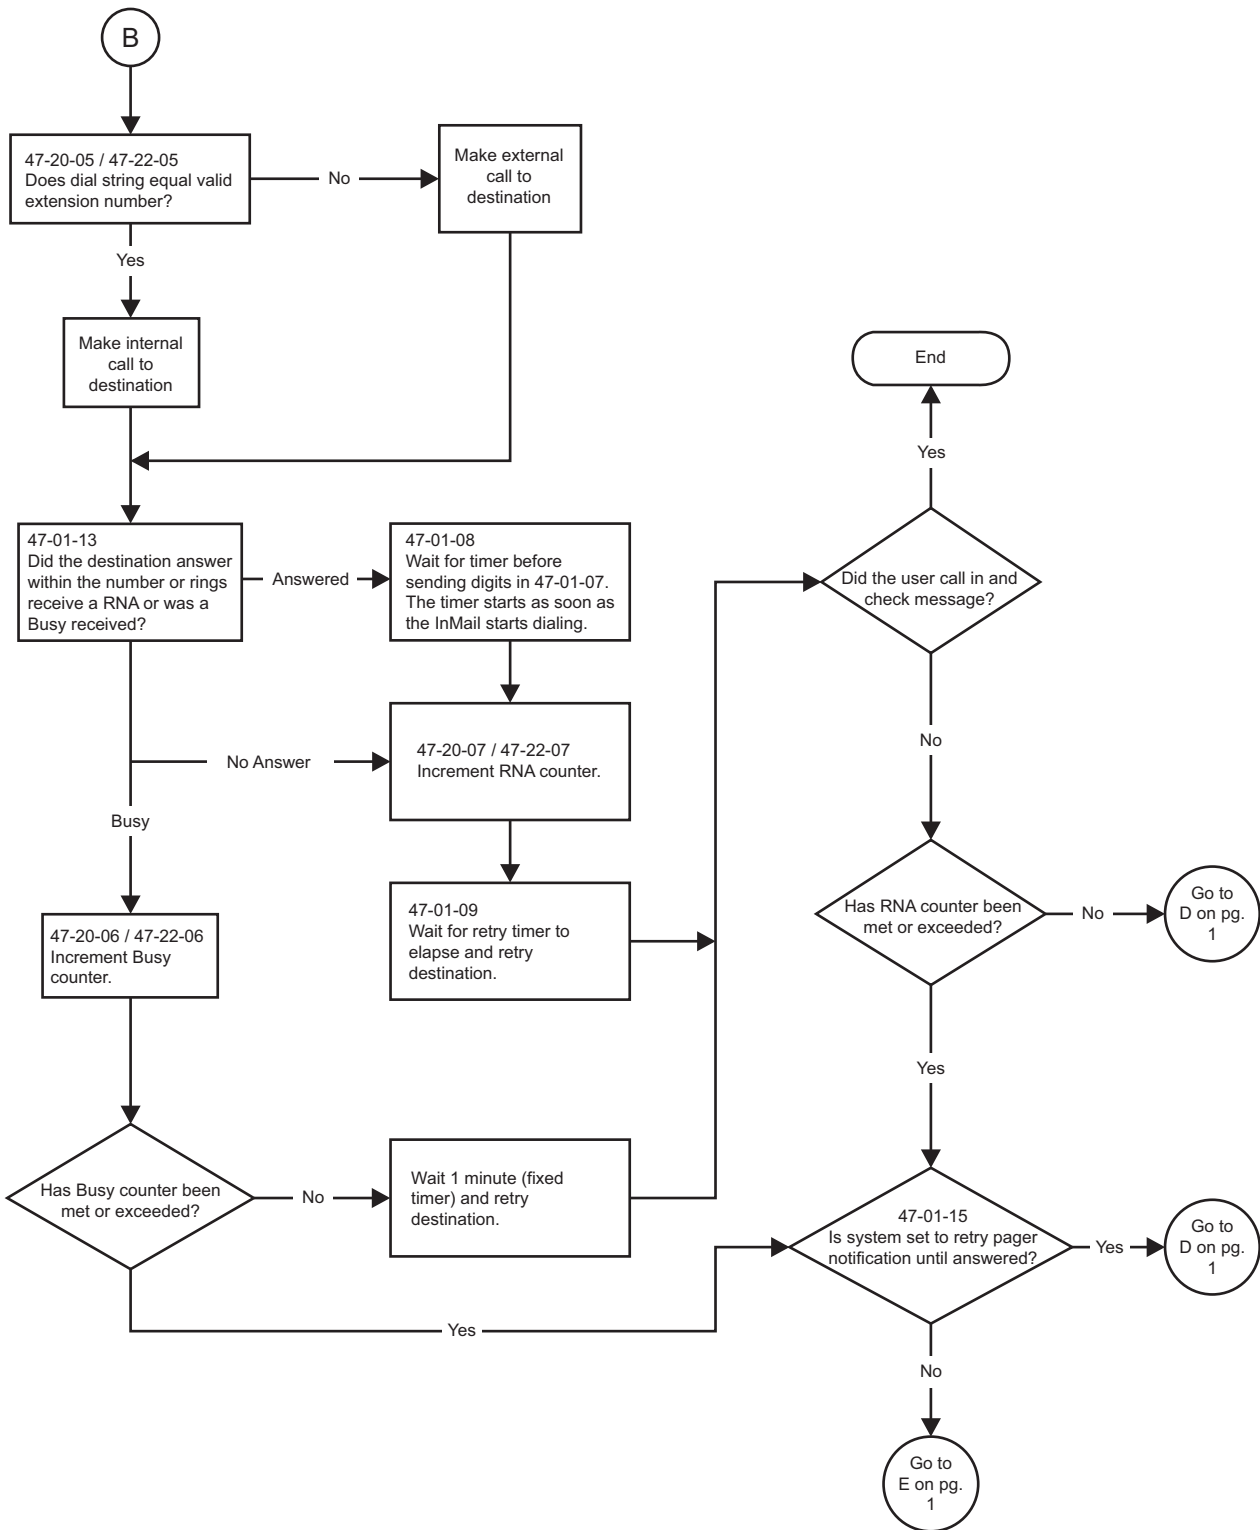 B
47-20-05 / 47-22-05
Does dial string equal valid
extension number?
No
Make external
call to
destination
Yes
Make internal
call to
destination
End
Yes
47-01-13
Did the destination answer
within the number or rings
receive a RNA or was a
Busy received?
Answered
47-01-08
Wait for timer before
sending digits in 47-01-07.
The timer starts as soon as
the InMail starts dialing.
Did the user call in and
check message?
No
47-20-07 / 47-22-07
Increment RNA counter.
No Answer
Busy
47-01-09
Wait for retry timer to
elapse and retry
destination.
Has RNA counter been
met or exceeded?
No
Go to
D on pg.
1
47-20-06 / 47-22-06
Increment Busy
counter.
Yes
Has Busy counter been
met or exceeded?
No
Wait 1 minute (fixed
timer) and retry
destination.
47-01-15
Is system set to retry pager
notification until answered?
Yes
Go to
D on pg.
1
Yes
No
Go to
E on pg.
1